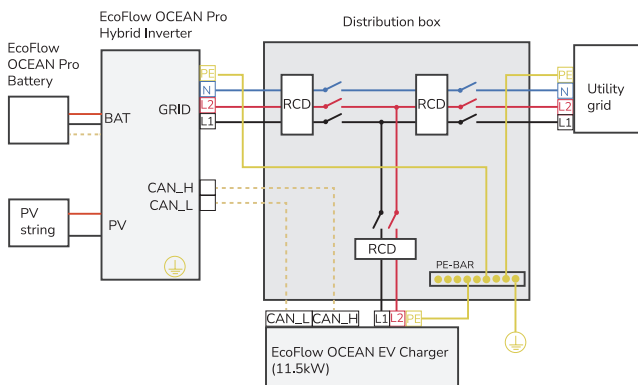 EcoFlow OCEAN Pro
Hybrid Inverter
Distribution box
EcoFlow
OCEAN Pro
Battery
PE
N
L2
L1
GRID
BAT
RCD
RCD
PE
N
L2
L1
Utility
grid
CAN_H
CAN_L
PV
string
PV
RCD
PE-BAR
CAN_L
CAN_H
L1
L2
PE
EcoFlow OCEAN EV Charger
(11.5kW)